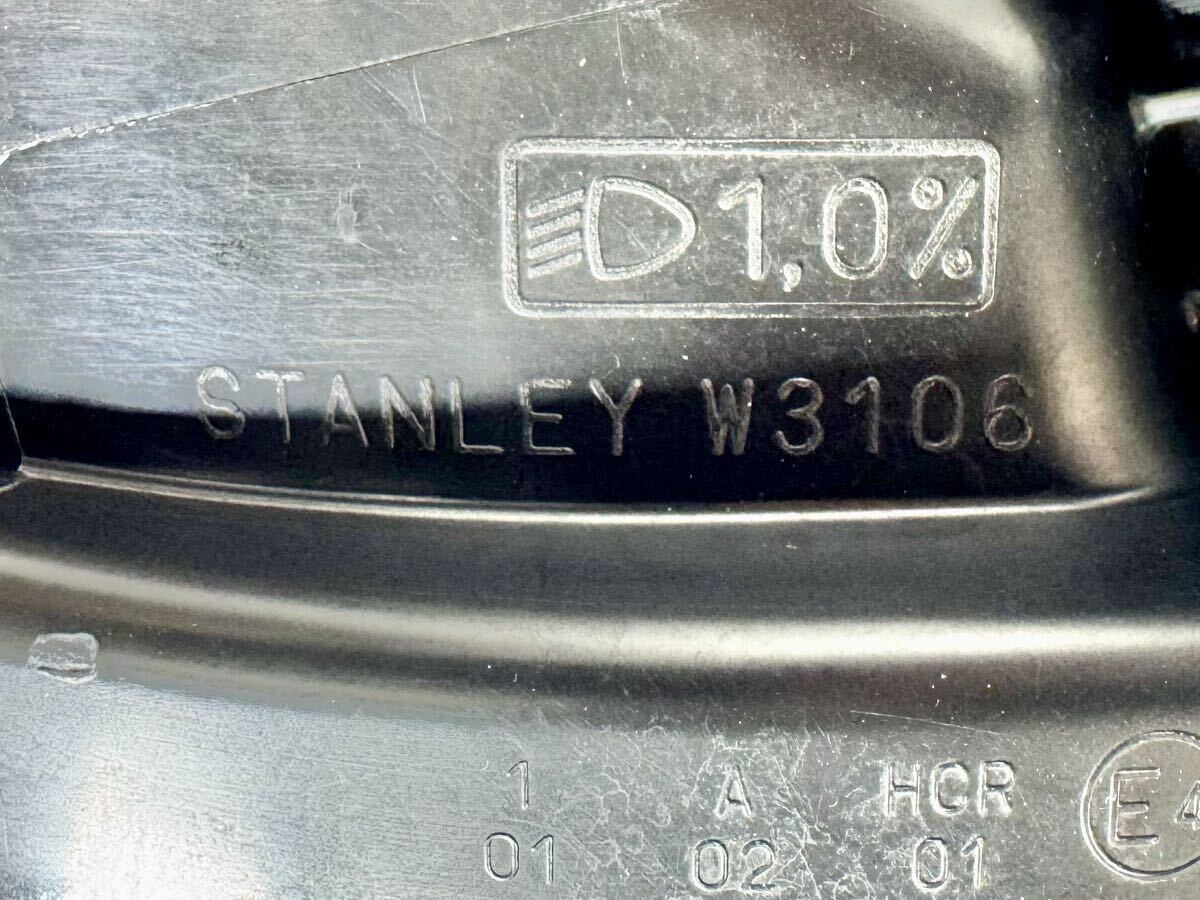 1,0%
STANLEY W3106
1 A HCR E4
01 02 01